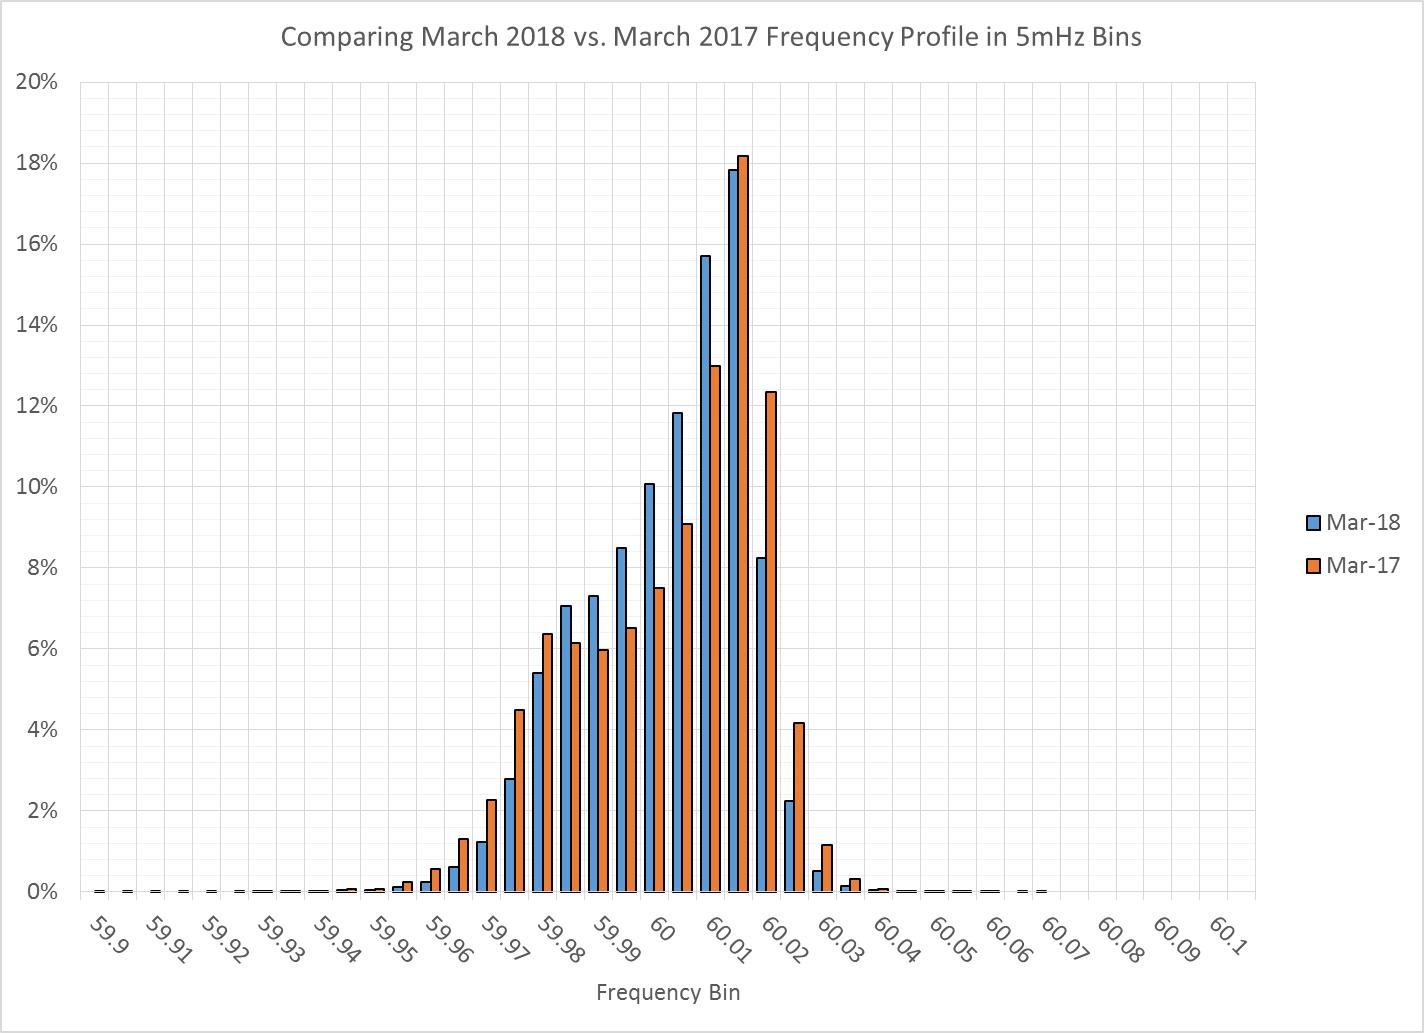 Comparing March 2018 vs. March 2017 Frequency Profile in 5mHz Bins
20%
18%
16%
14%
12%
10%
8%
6%
4%
2%
0%
Mar-18
Mar-17
59.9 59.91 59.92 59.93 59.94 59.95 59.96 59.97 59.98 59.99 60 60.01 60.02 60.03 60.04 60.05 60.06 60.07 60.08 60.09 60.1
Frequency Bin